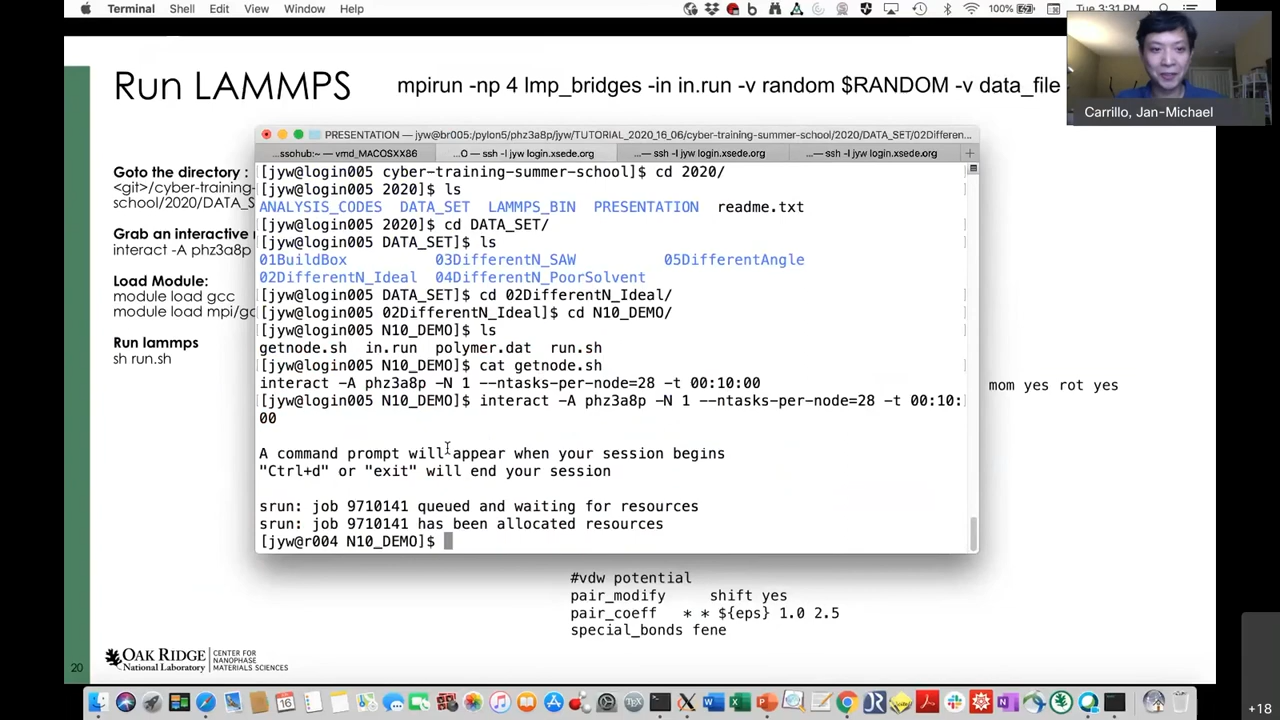 Terminal Shell Edit View Window Help
100% Tue 3:31 PM
Run LAMMPS
mpirun -np 4 lmp_bridges -in in.run -v random $RANDOM -v data_file
Carrillo, Jan-Michael
Goto the directory :
<git>/cyber-training-
school/2020/DATA_S
Grab an interactive
interact -A phz3a8p
Load Module:
module load gcc
module load mpi/gc
Run lammps
sh run.sh
PRESENTATION — jyw@br005:/pylon5/phz3a8p/jyw/TUTORIAL_2020_16_06/cyber-training-summer-school/2020/DATA_SET/02Differen...
...ssohub:~ — vmd_MACOSXX86
...O — ssh -l jyw login.xsede.org
...— ssh -l jyw login.xsede.org
...— ssh -l jyw login.xsede.org
[jyw@login005 cyber-training-summer-school]$ cd 2020/
[jyw@login005 2020]$ ls
ANALYSIS_CODES DATA_SET LAMMPS_BIN PRESENTATION readme.txt
[jyw@login005 2020]$ cd DATA_SET/
[jyw@login005 DATA_SET]$ ls
01BuildBox 03DifferentN_SAW 05DifferentAngle
02DifferentN_Ideal 04DifferentN_PoorSolvent
[jyw@login005 DATA_SET]$ cd 02DifferentN_Ideal/
[jyw@login005 02DifferentN_Ideal]$ cd N10_DEMO/
[jyw@login005 N10_DEMO]$ ls
getnode.sh in.run polymer.dat run.sh
[jyw@login005 N10_DEMO]$ cat getnode.sh
interact -A phz3a8p -N 1 --ntasks-per-node=28 -t 00:10:00
[jyw@login005 N10_DEMO]$ interact -A phz3a8p -N 1 --ntasks-per-node=28 -t 00:10:
00
A command prompt will appear when your session begins
"Ctrl+d" or "exit" will end your session
srun: job 9710141 queued and waiting for resources
srun: job 9710141 has been allocated resources
[jyw@r004 N10_DEMO]$
mom yes rot yes
#vdw potential
pair_modify shift yes
pair_coeff * * ${eps} 1.0 2.5
special_bonds fene
20
OAK RIDGE
National Laboratory
CENTER FOR
NANOPHASE
MATERIALS SCIENCES
+18